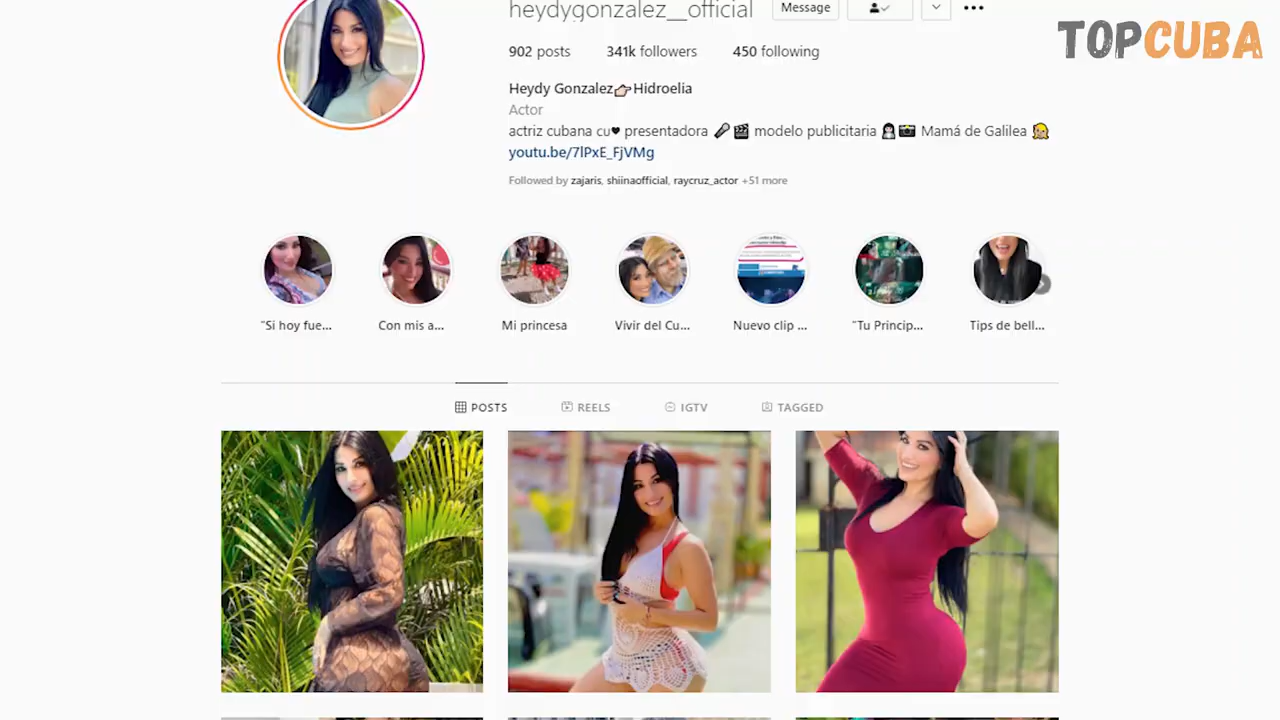 heydygonzalez__official
Message
TOPCUBA
902 posts 341k followers 450 following
Heydy Gonzalez👉🏻Hidroelia
Actor
actriz cubana cu🖤 presentadora 🎤🎬 modelo publicitaria 👩🏻📸 Mamá de Galilea 👧🏼
youtu.be/7lPxE_FjVMg
Followed by zajaris, shiinaofficial, raycruz_actor +51 more
"Si hoy fue... Con mis a... Mi princesa Vivir del Cu... Nuevo clip ... "Tu Princip... Tips de bell...
POSTS REELS IGTV TAGGED